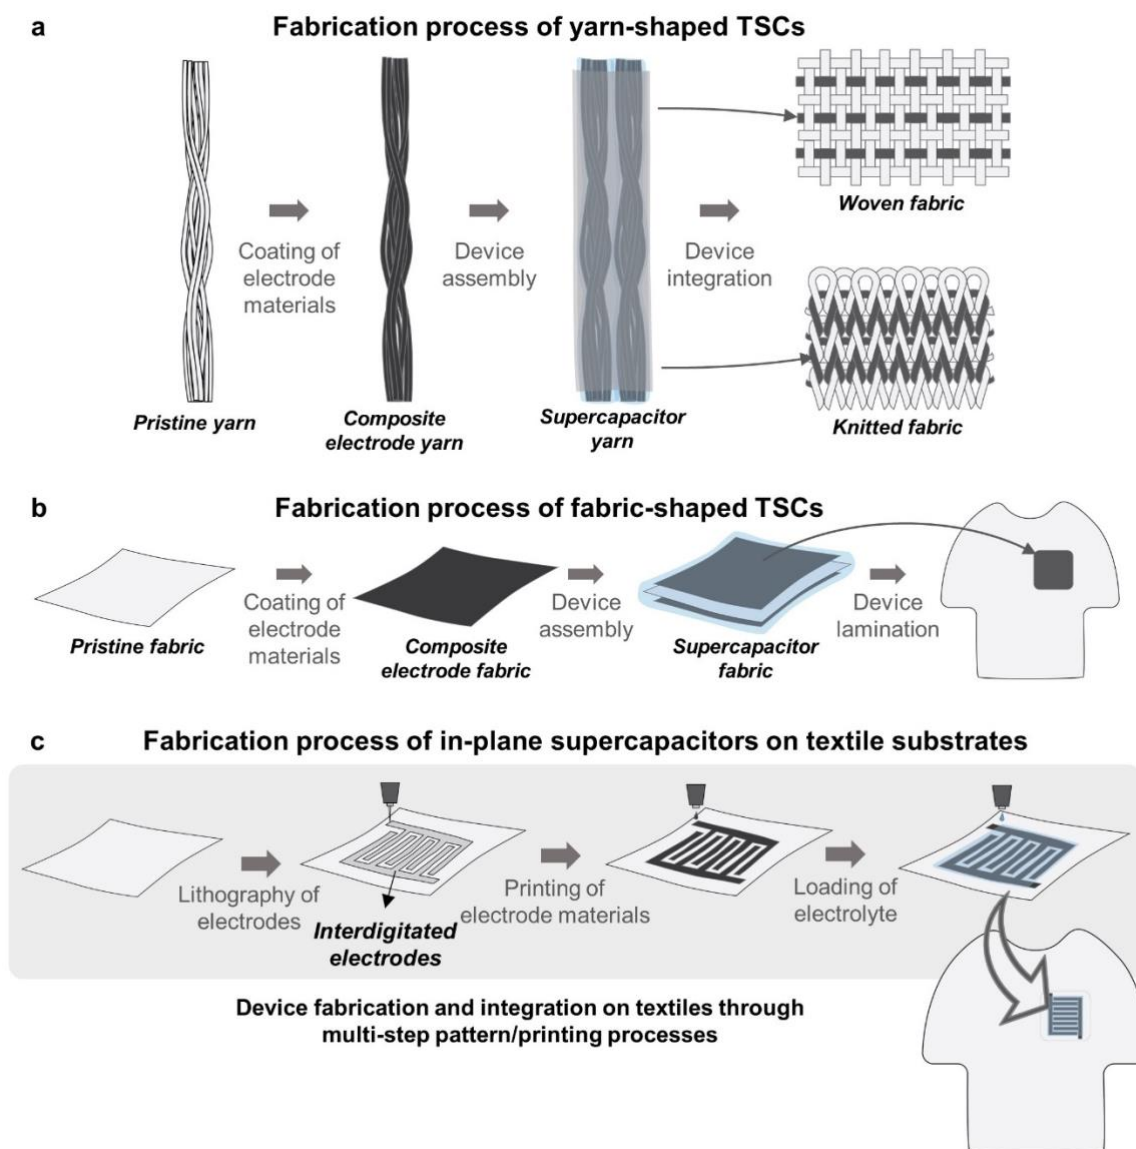 a
Fabrication process of yarn-shaped TSCs
Coating of
electrode
materials
Device
assembly
Device
integration
Woven fabric
Pristine yarn
Composite
electrode yarn
Supercapacitor
yarn
Knitted fabric
b
Fabrication process of fabric-shaped TSCs
Pristine fabric
Coating of
electrode
materials
Composite
electrode fabric
Device
assembly
Supercapacitor
fabric
Device
lamination
c
Fabrication process of in-plane supercapacitors on textile substrates
Lithography of
electrodes
Interdigitated
electrodes
Printing of
electrode materials
Loading of
electrolyte
Device fabrication and integration on textiles through
multi-step pattern/printing processes